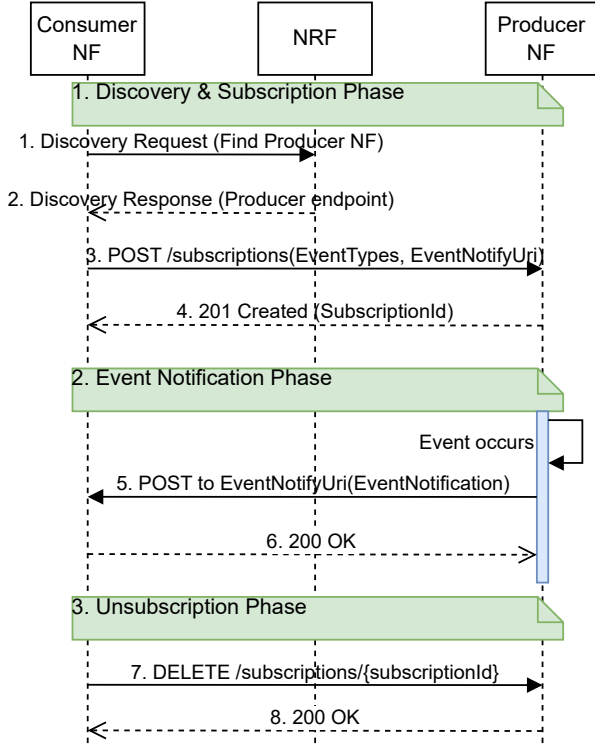 Consumer
NF
NRF
Producer
NF
1. Discovery & Subscription Phase
1. Discovery Request (Find Producer NF)
2. Discovery Response (Producer endpoint)
3. POST /subscriptions(EventTypes, EventNotifyUri)
4. 201 Created (SubscriptionId)
2. Event Notification Phase
Event occurs
5. POST to EventNotifyUri(EventNotification)
6. 200 OK
3. Unsubscription Phase
7. DELETE /subscriptions/{subscriptionId}
8. 200 OK